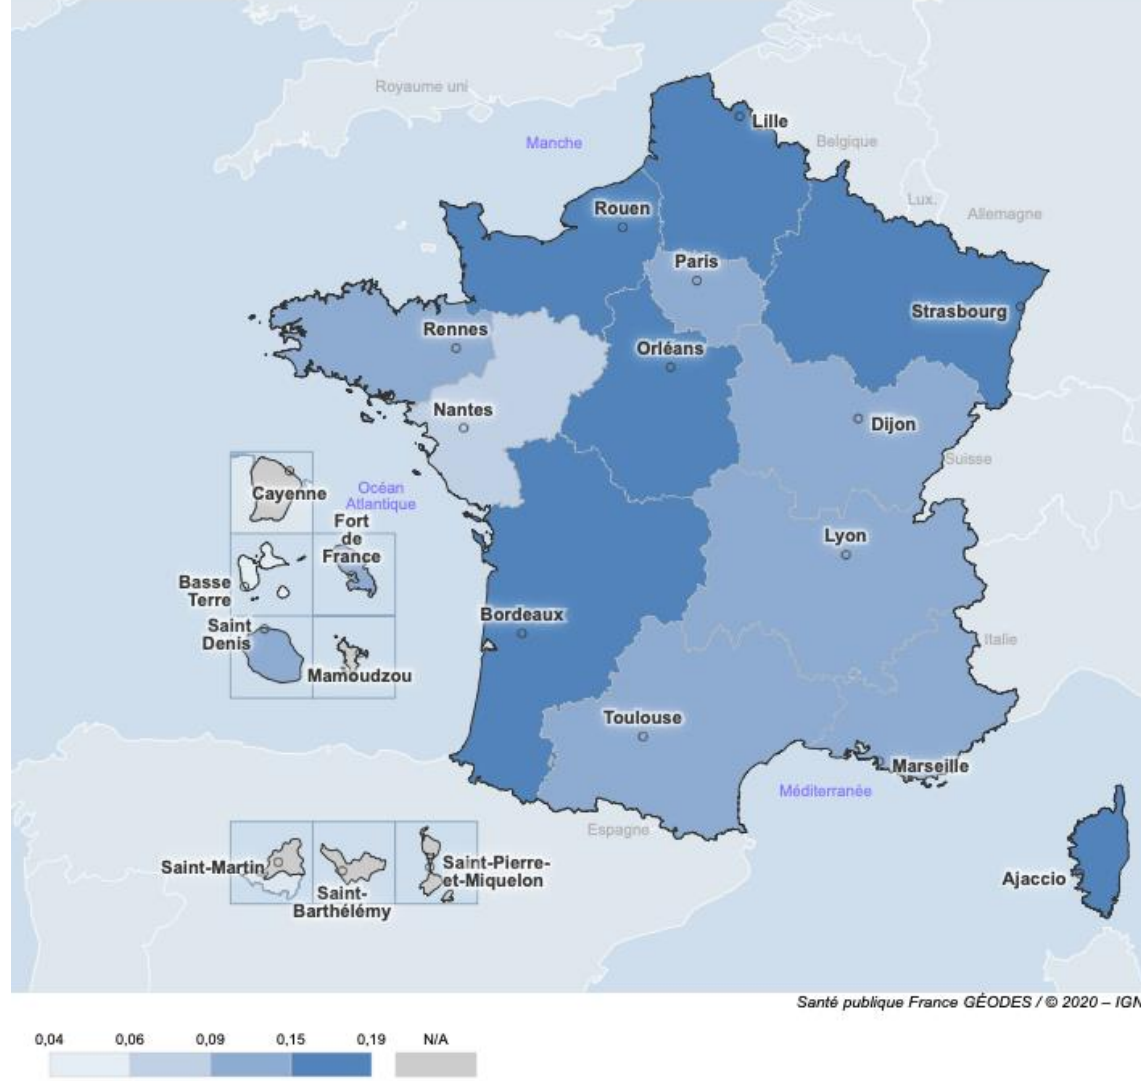 Royaume uni
Lille
Manche
Belgique
Lux.
Allemagne
Rouen
Paris
Strasbourg
Rennes
Orléans
Nantes
Dijon
Suisse
Cayenne
Océan
Atlantique
Fort
de
France
Lyon
Basse
Terre
Saint
Denis
Bordeaux
Italie
Mamoudzou
Toulouse
Marseille
Méditerranée
Espagne
Saint-Martin
Saint-
Barthélémy
Saint-Pierre-
et-Miquelon
Ajaccio
Santé publique France GÉODES / © 2020 – IGN
0,04 0,06 0,09 0,15 0,19 N/A